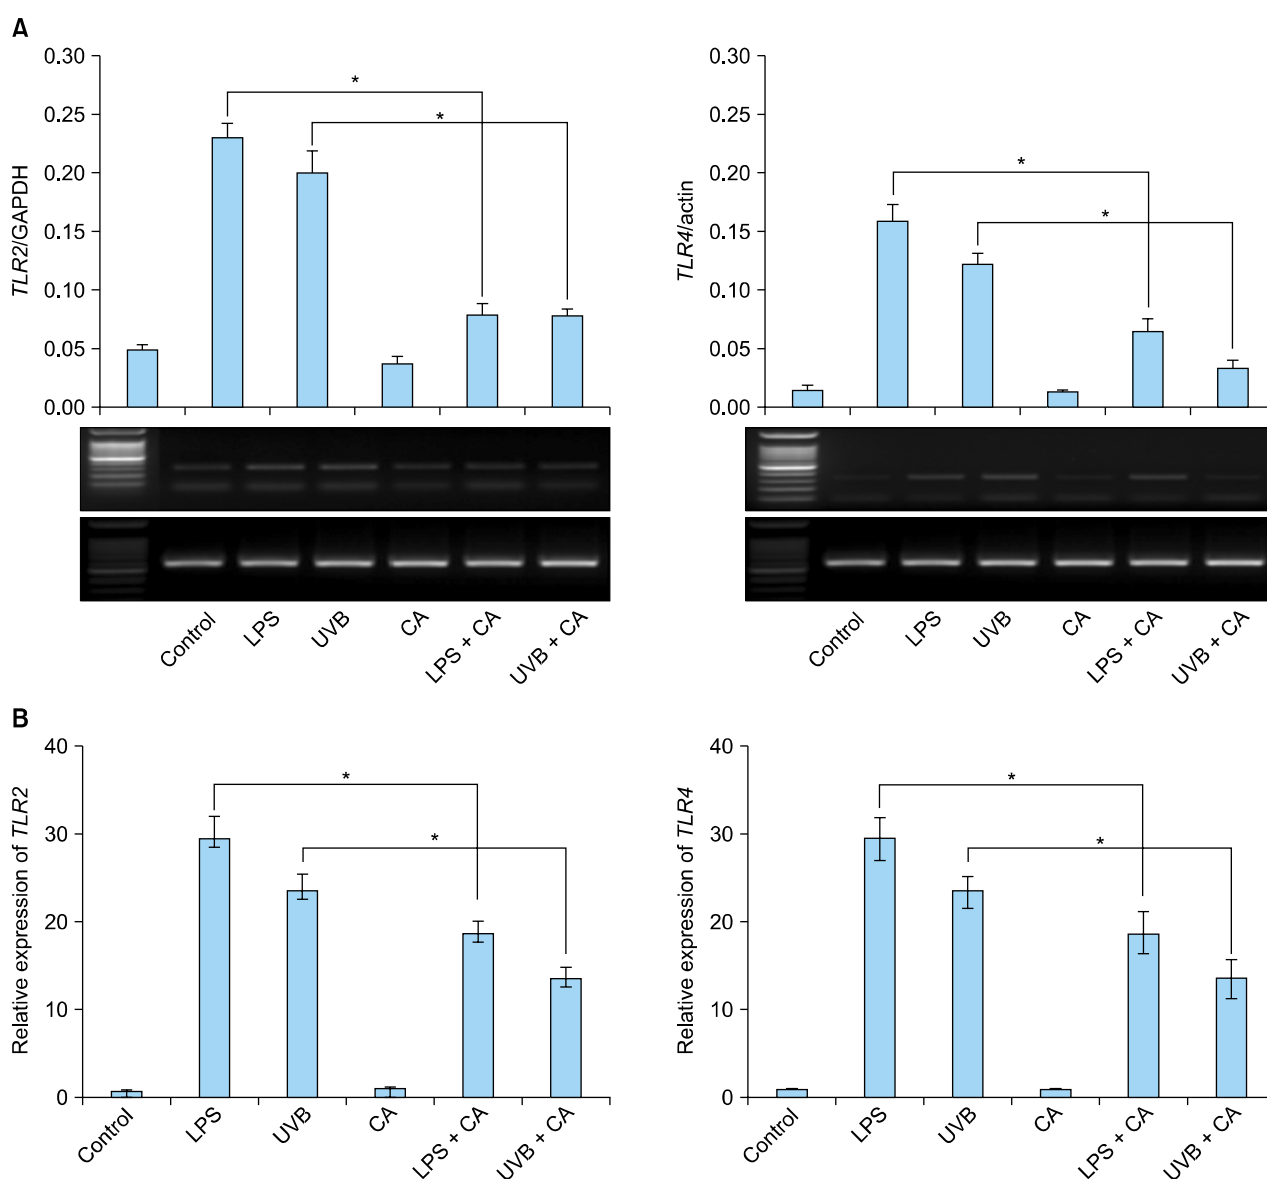 A
0.30
0.25
0.20
0.15
0.10
0.05
0.00
TLR2/GAPDH
*
*
Control
LPS
UVB
CA
LPS + CA
UVB + CA
0.30
0.25
0.20
0.15
0.10
0.05
0.00
TLR4/actin
*
*
Control
LPS
UVB
CA
LPS + CA
UVB + CA
B
40
30
20
10
0
Relative expression of TLR2
*
*
Control
LPS
UVB
CA
LPS + CA
UVB + CA
40
30
20
10
0
Relative expression of TLR4
*
*
Control
LPS
UVB
CA
LPS + CA
UVB + CA